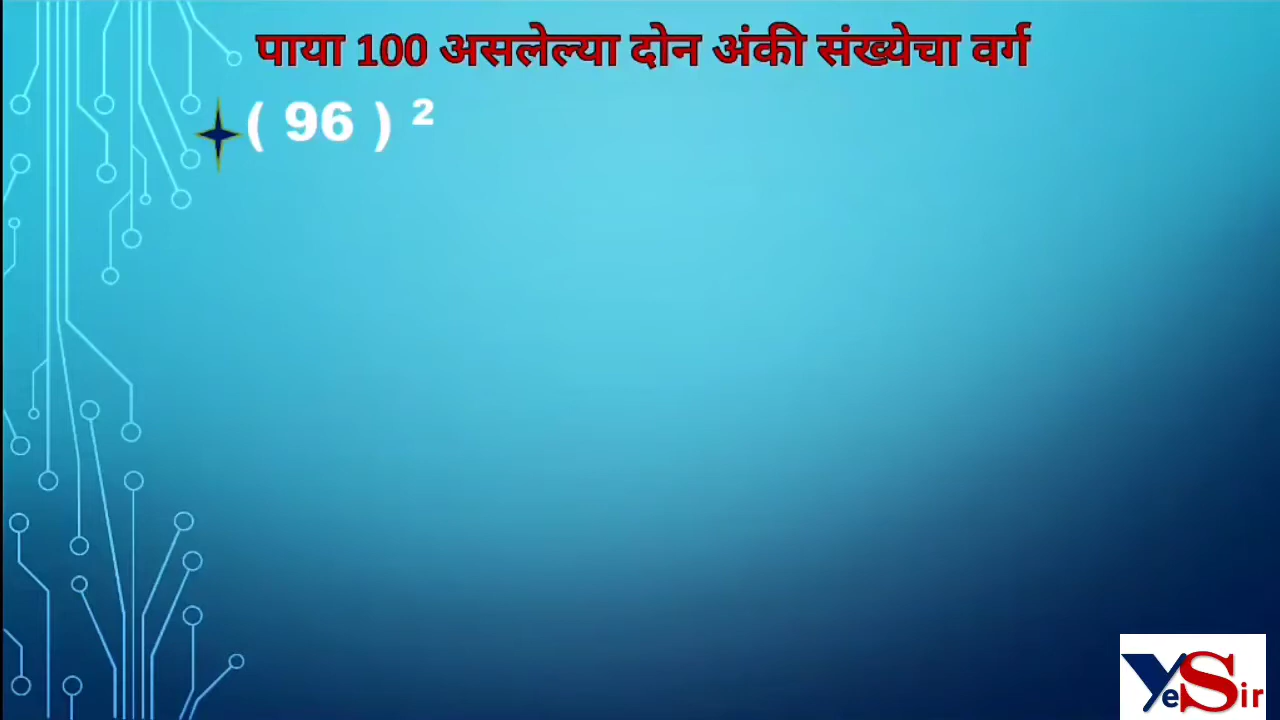 पाया 100 असलेल्या दोन अंकी संख्येचा वर्ग
( 96 ) ²
YeSir